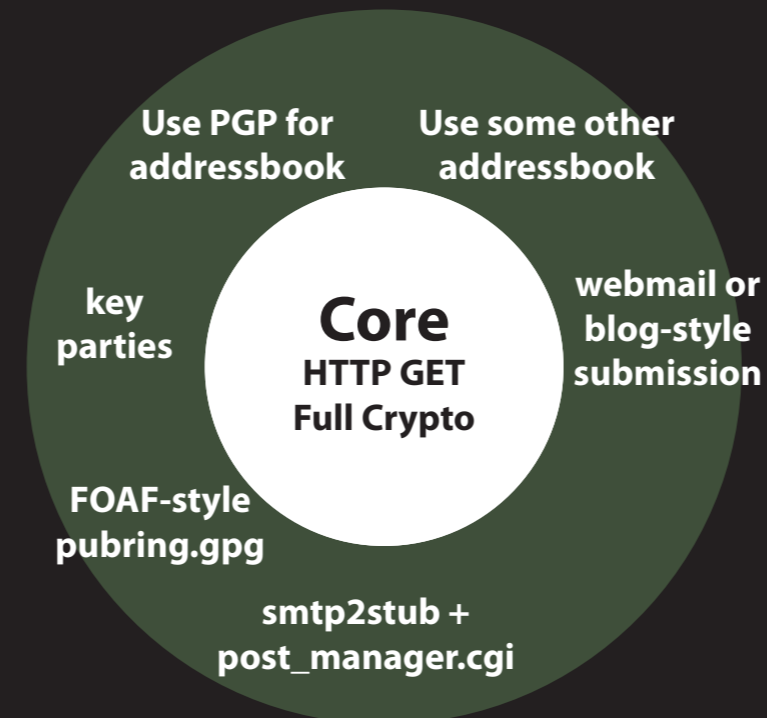 Use PGP for
addressbook
Use some other
addressbook
key
parties
Core
HTTP GET
Full Crypto
webmail or
blog-style
submission
FOAF-style
pubring.gpg
smtp2stub +
post_manager.cgi